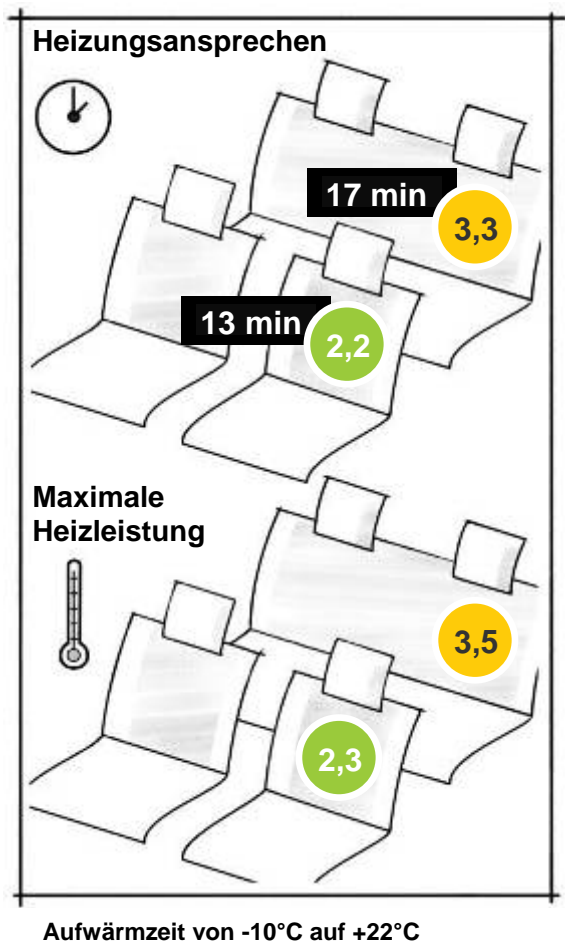 Heizungsansprechen
17 min
3,3
13 min
2,2
Maximale
Heizleistung
3,5
2,3
Aufwärmzeit von -10°C auf +22°C